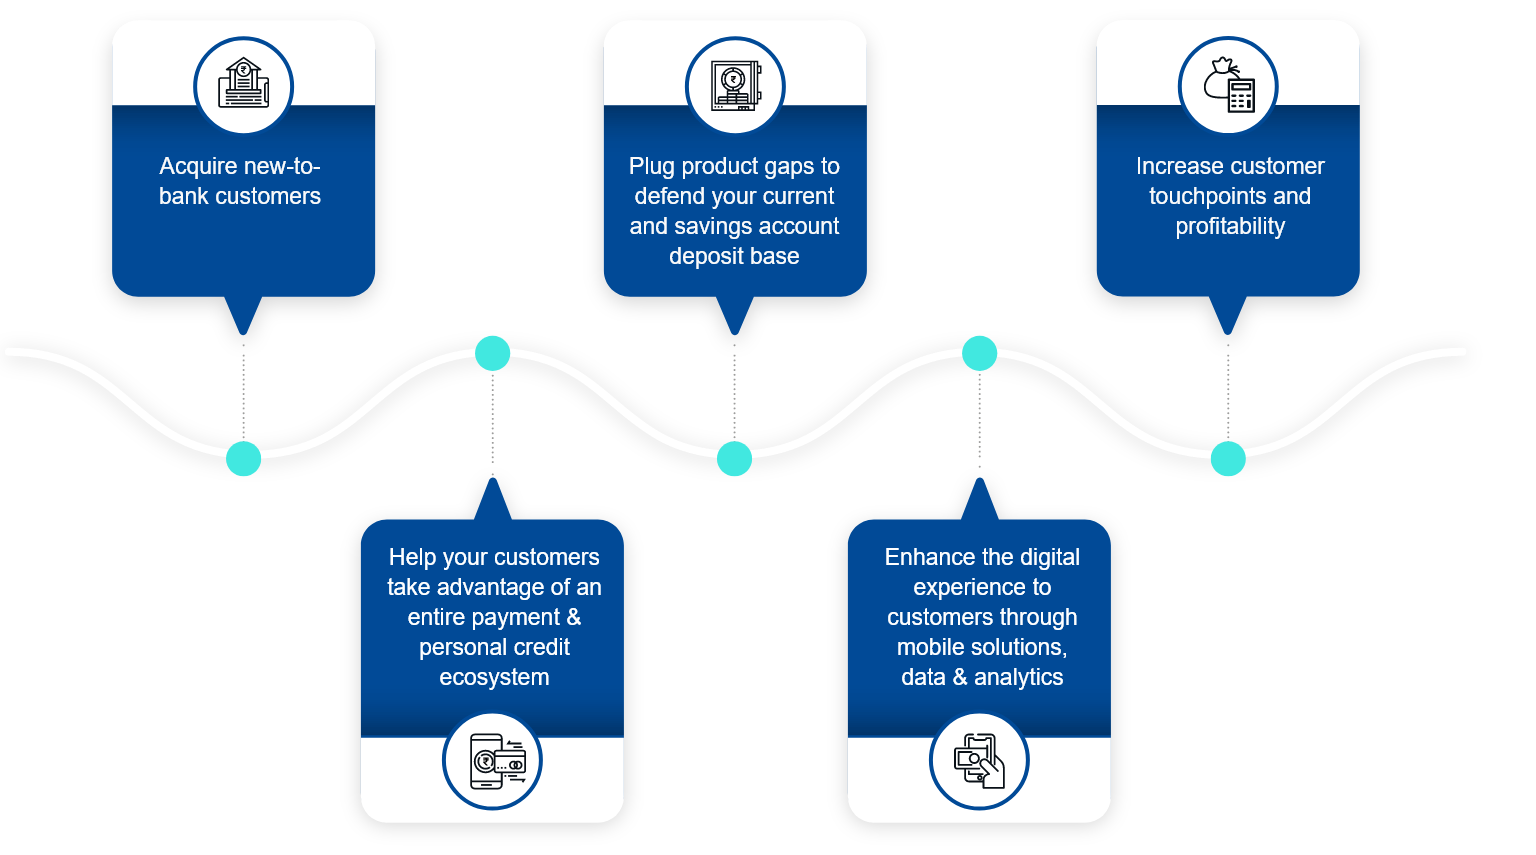 Acquire new-to-
bank customers
Help your customers
take advantage of an
entire payment &
personal credit
ecosystem
Plug product gaps to
defend your current
and savings account
deposit base
Enhance the digital
experience to
customers through
mobile solutions,
data & analytics
Increase customer
touchpoints and
profitability